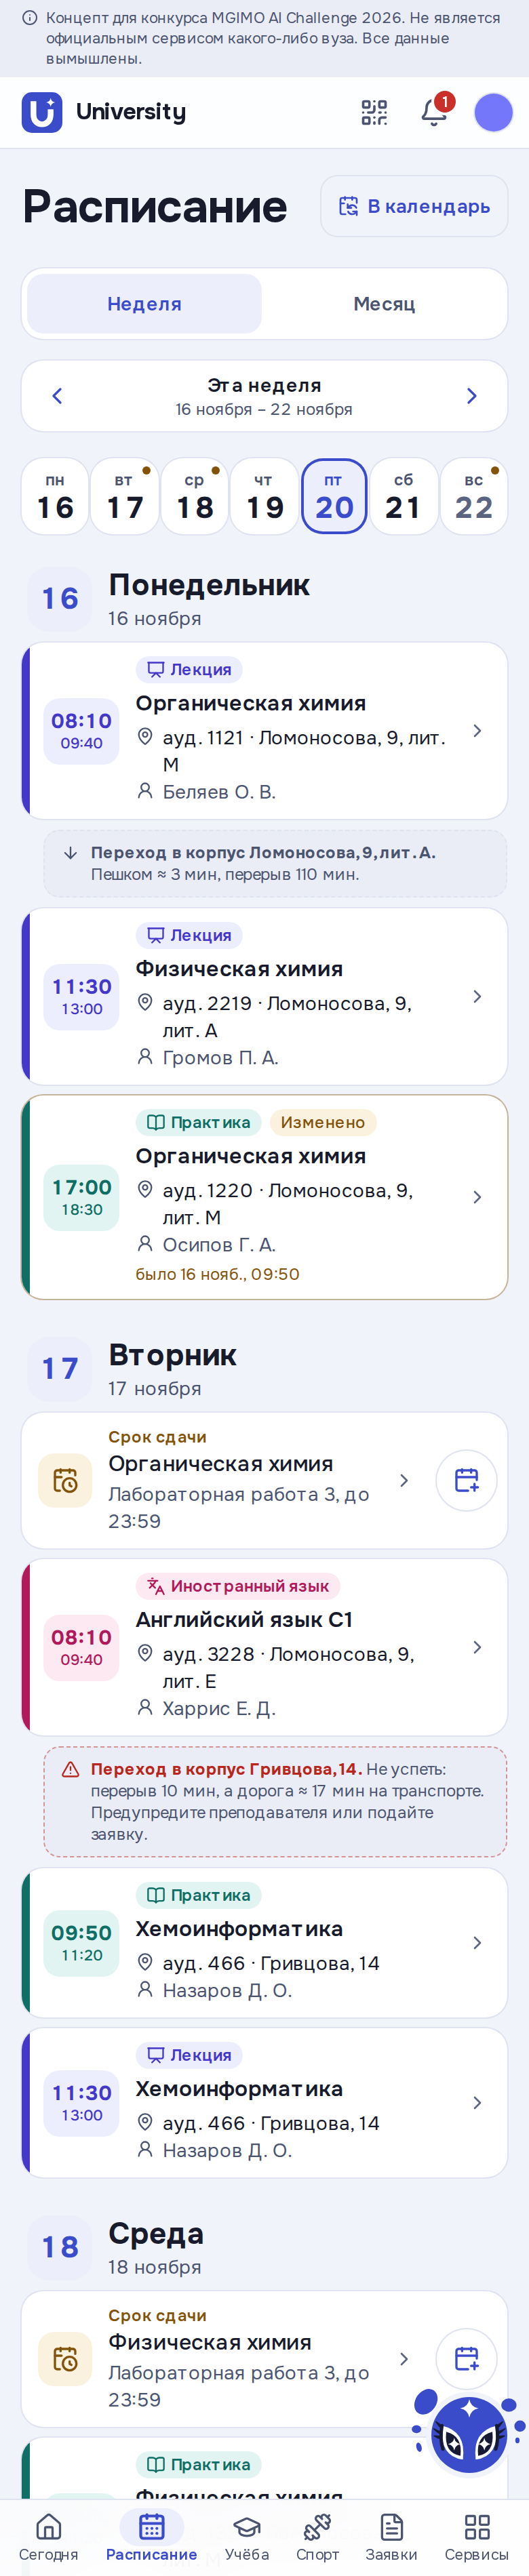 Концепт для конкурса MGIMO AI Challenge 2026. Не является
официальным сервисом какого-либо вуза. Все данные
вымышлены.
University
1
Расписание
В календарь
Неделя
Месяц
Эта неделя
16 ноября – 22 ноября
пн
вт
ср
чт
пт
сб
вс
16
17
18
19
20
21
22
16
Понедельник
16 ноября
Лекция
08:10
09:40
Органическая химия
ауд. 1121 · Ломоносова, 9, лит.
М
Беляев О. В.
Переход в корпус Ломоносова,9,лит.А.
Пешком ≈ 3 мин, перерыв 110 мин.
Лекция
11:30
13:00
Физическая химия
ауд. 2219 · Ломоносова, 9,
лит. А
Громов П. А.
Практика
Изменено
17:00
18:30
Органическая химия
ауд. 1220 · Ломоносова, 9,
лит. М
Осипов Г. А.
было 16 нояб., 09:50
17
Вторник
17 ноября
Срок сдачи
Органическая химия
Лабораторная работа 3, до
23:59
Иностранный язык
08:10
09:40
Английский язык C1
ауд. 3228 · Ломоносова, 9,
лит. Е
Харрис Е. Д.
Переход в корпус Гривцова,14. Не успеть:
перерыв 10 мин, а дорога ≈ 17 мин на транспорте.
Предупредите преподавателя или подайте
заявку.
Практика
09:50
11:20
Хемоинформатика
ауд. 466 · Гривцова, 14
Назаров Д. О.
Лекция
11:30
13:00
Хемоинформатика
ауд. 466 · Гривцова, 14
Назаров Д. О.
18
Среда
18 ноября
Срок сдачи
Физическая химия
Лабораторная работа 3, до
23:59
Практика
Физическая химия
Сегодня
Расписание
Учёба
Спорт
Заявки
Сервисы